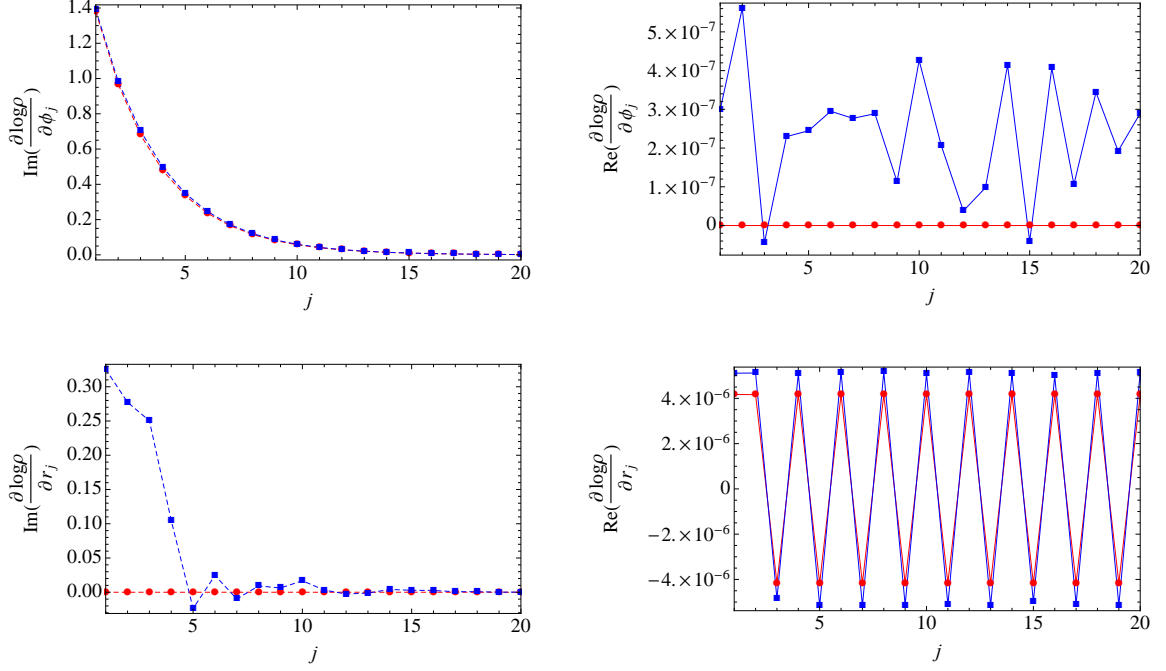 1.4
1.2
1.0
0.8
0.6
0.4
0.2
0.0
Im(∂logρ/∂ϕ_j)
5 10 15 20
j
5.×10^-7
4.×10^-7
3.×10^-7
2.×10^-7
1.×10^-7
0
Re(∂logρ/∂ϕ_j)
5 10 15 20
j
0.30
0.25
0.20
0.15
0.10
0.05
0.00
Im(∂logρ/∂r_j)
5 10 15 20
j
4.×10^-6
2.×10^-6
0
-2.×10^-6
-4.×10^-6
Re(∂logρ/∂r_j)
5 10 15 20
j